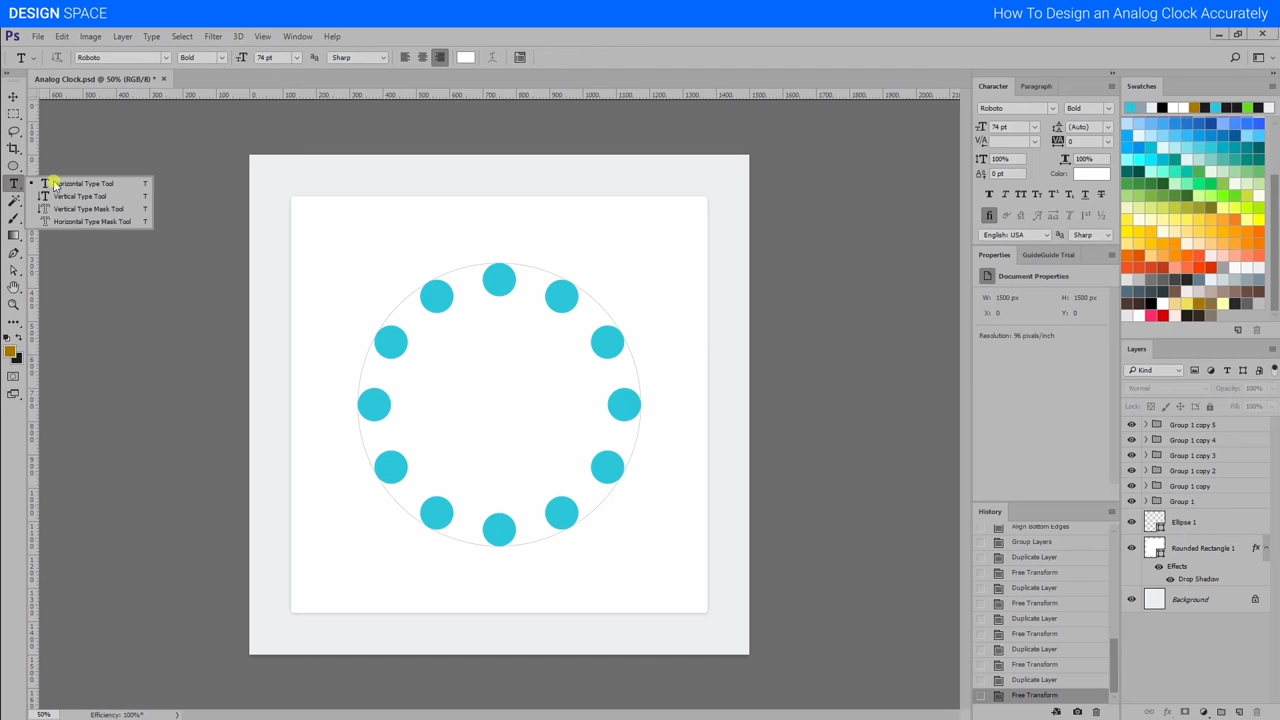 DESIGN SPACE
How To Design an Analog Clock Accurately
Ps File Edit Image Layer Type Select Filter 3D View Window Help
Roboto Bold 74 pt Sharp
Analog Clock.psd @ 50% (RGB/8) *
Horizontal Type Tool T
Vertical Type Tool T
Vertical Type Mask Tool T
Horizontal Type Mask Tool T
Character Paragraph
Roboto Bold
74 pt (Auto)
0
100% 100%
0 pt Color:
English: USA Sharp
Properties GuideGuide Trial
Document Properties
W: 1500 px H: 1500 px
X: 0 Y: 0
Resolution: 96 pixels/inch
History
Align Bottom Edges
Group Layers
Duplicate Layer
Free Transform
Duplicate Layer
Free Transform
Duplicate Layer
Free Transform
Duplicate Layer
Free Transform
Duplicate Layer
Free Transform
Swatches
Layers
Kind
Normal Opacity: 100%
Lock: Fill: 100%
Group 1 copy 5
Group 1 copy 4
Group 1 copy 3
Group 1 copy 2
Group 1 copy
Group 1
Ellipse 1
Rounded Rectangle 1 fx
Effects
Drop Shadow
Background
50% Efficiency: 100%*